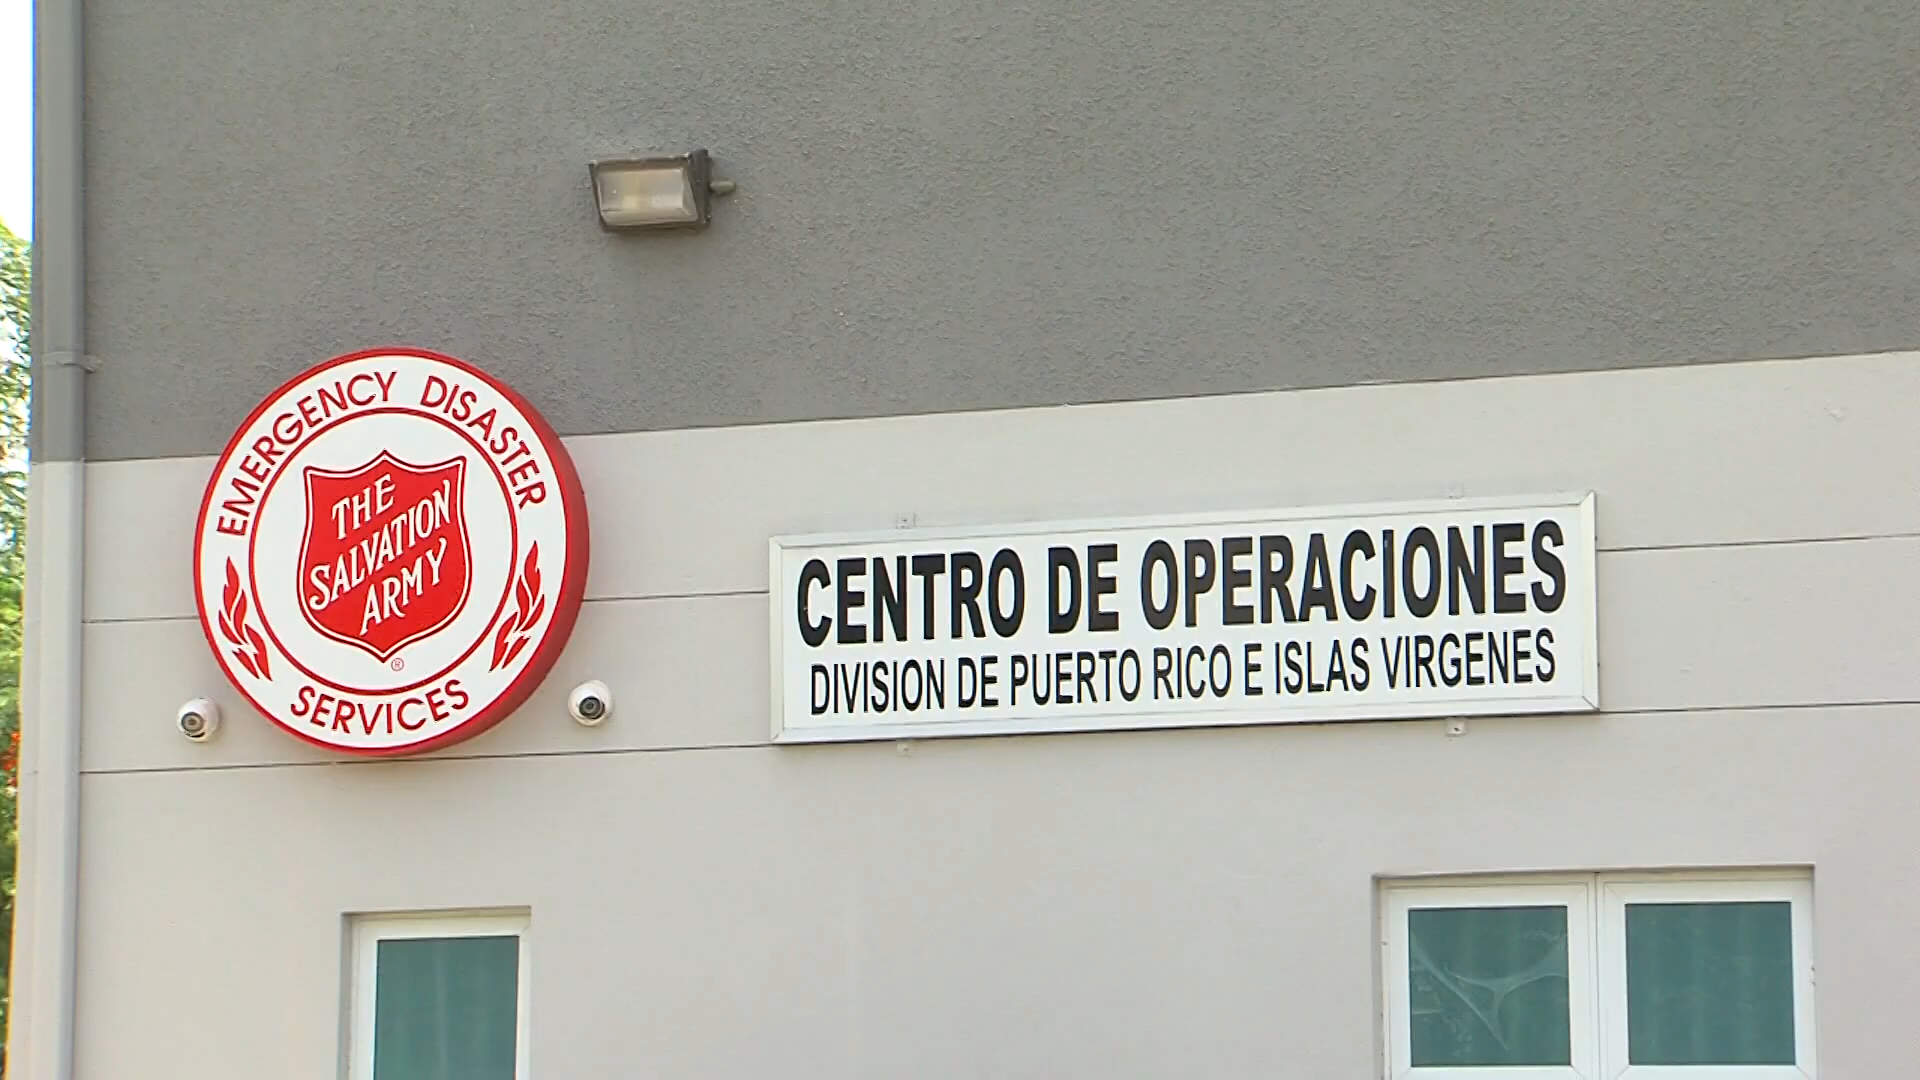 EMERGENCY DISASTER
THE
SALVATION
ARMY
®
SERVICES
CENTRO DE OPERACIONES
DIVISION DE PUERTO RICO E ISLAS VIRGENES